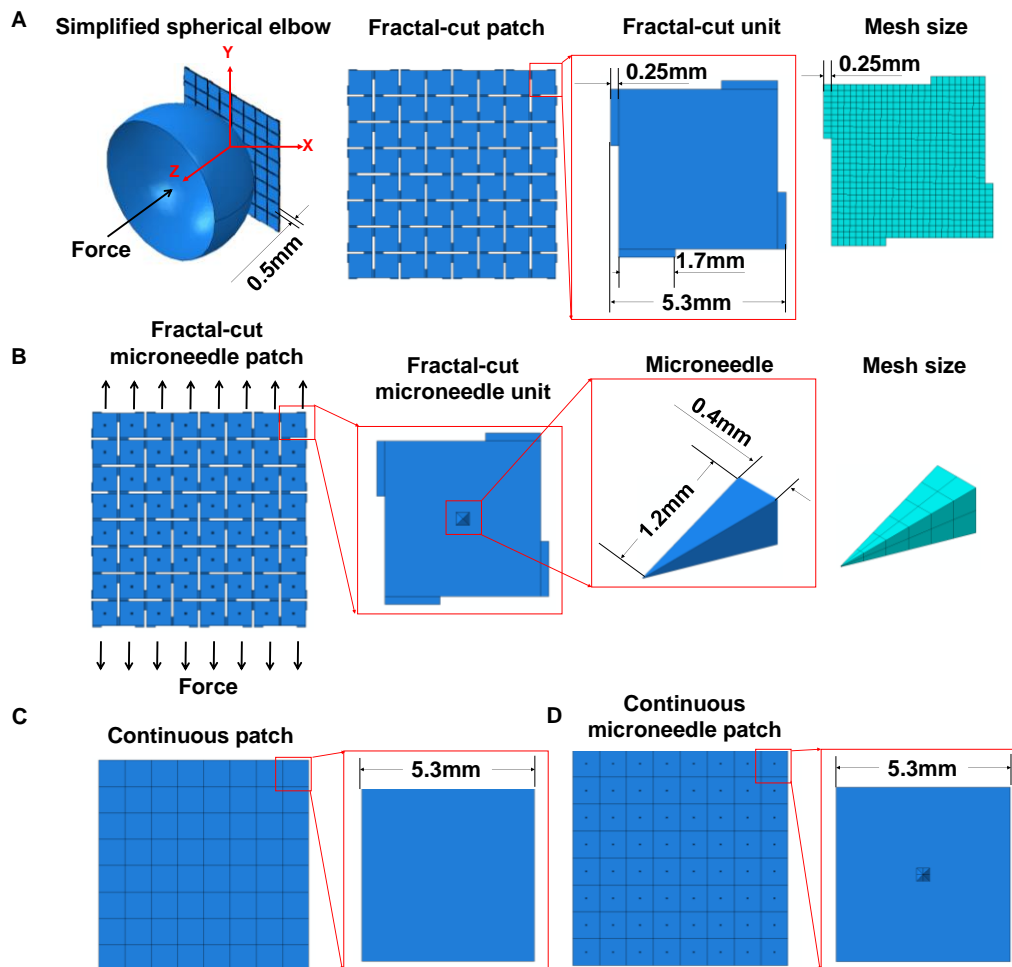 A
Simplified spherical elbow
Fractal-cut patch
Fractal-cut unit
Mesh size
Y
X
Z
Force
0.5mm
0.25mm
1.7mm
5.3mm
0.25mm
B
Fractal-cut
microneedle patch
Force
Fractal-cut
microneedle unit
Microneedle
0.4mm
1.2mm
Mesh size
C
Continuous patch
5.3mm
D
Continuous
microneedle patch
5.3mm